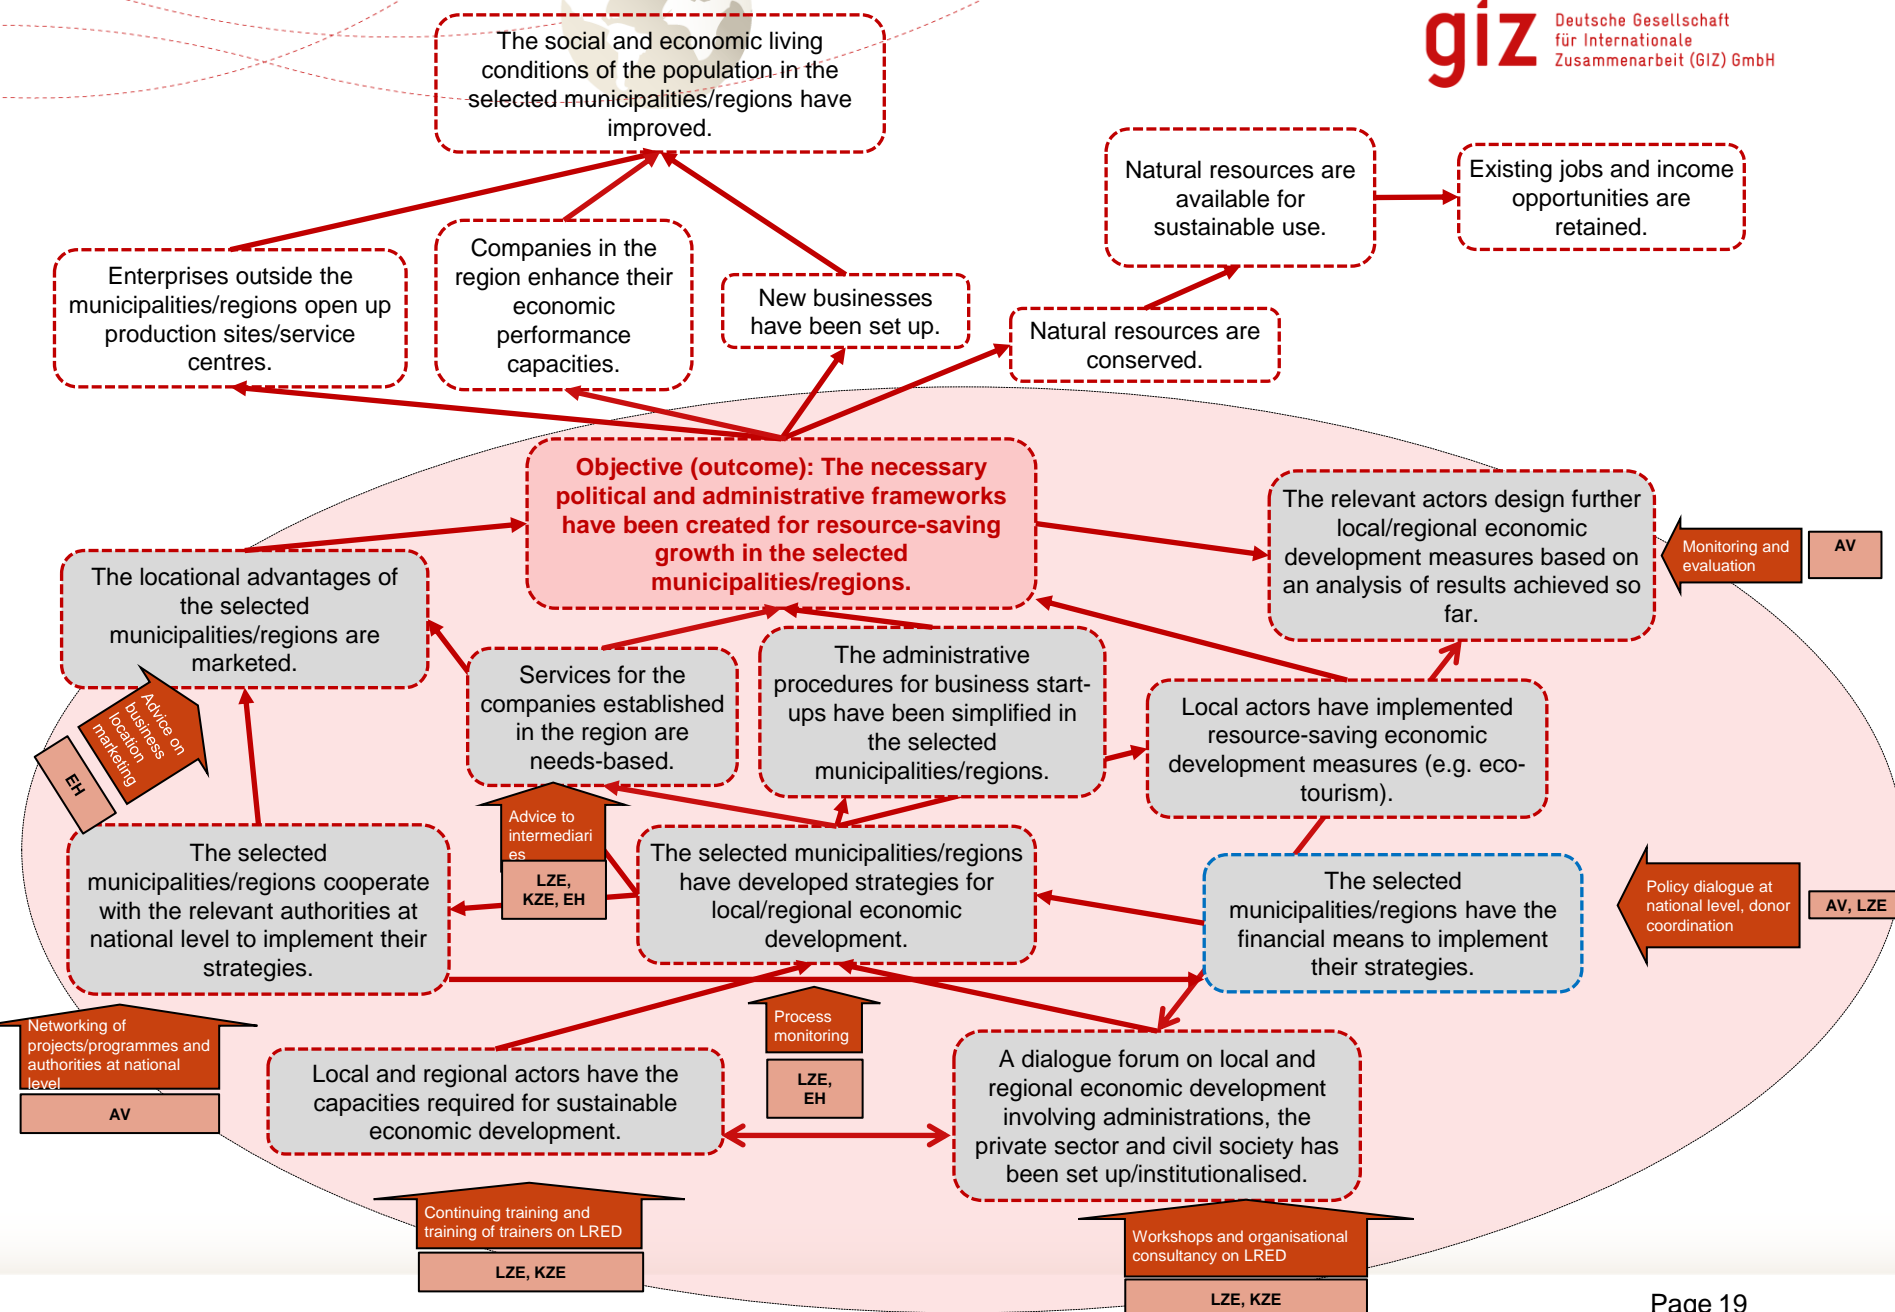 giz
Deutsche Gesellschaft
für Internationale
Zusammenarbeit (GIZ) GmbH
The social and economic living
conditions of the population in the
selected municipalities/regions have
improved.
Natural resources are
available for
sustainable use.
Existing jobs and income
opportunities are
retained.
Enterprises outside the
municipalities/regions open up
production sites/service
centres.
Companies in the
region enhance their
economic
performance
capacities.
New businesses
have been set up.
Natural resources are
conserved.
Objective (outcome): The necessary
political and administrative frameworks
have been created for resource-saving
growth in the selected
municipalities/regions.
The relevant actors design further
local/regional economic
development measures based on
an analysis of results achieved so
far.
Monitoring and
evaluation
AV
The locational advantages of
the selected
municipalities/regions are
marketed.
Services for the
companies established
in the region are
needs-based.
The administrative
procedures for business start-
ups have been simplified in
the selected
municipalities/regions.
Local actors have implemented
resource-saving economic
development measures (e.g. eco-
tourism).
Advice on
business
location
marketing
EH
Advice to
intermediari
es
LZE,
KZE, EH
The selected
municipalities/regions cooperate
with the relevant authorities at
national level to implement their
strategies.
The selected municipalities/regions
have developed strategies for
local/regional economic
development.
The selected
municipalities/regions have the
financial means to implement
their strategies.
Policy dialogue at
national level, donor
coordination
AV, LZE
Networking of
projects/programmes and
authorities at national
level
AV
Process
monitoring
LZE,
EH
Local and regional actors have the
capacities required for sustainable
economic development.
A dialogue forum on local and
regional economic development
involving administrations, the
private sector and civil society has
been set up/institutionalised.
Continuing training and
training of trainers on LRED
LZE, KZE
Workshops and organisational
consultancy on LRED
LZE, KZE
Page 19